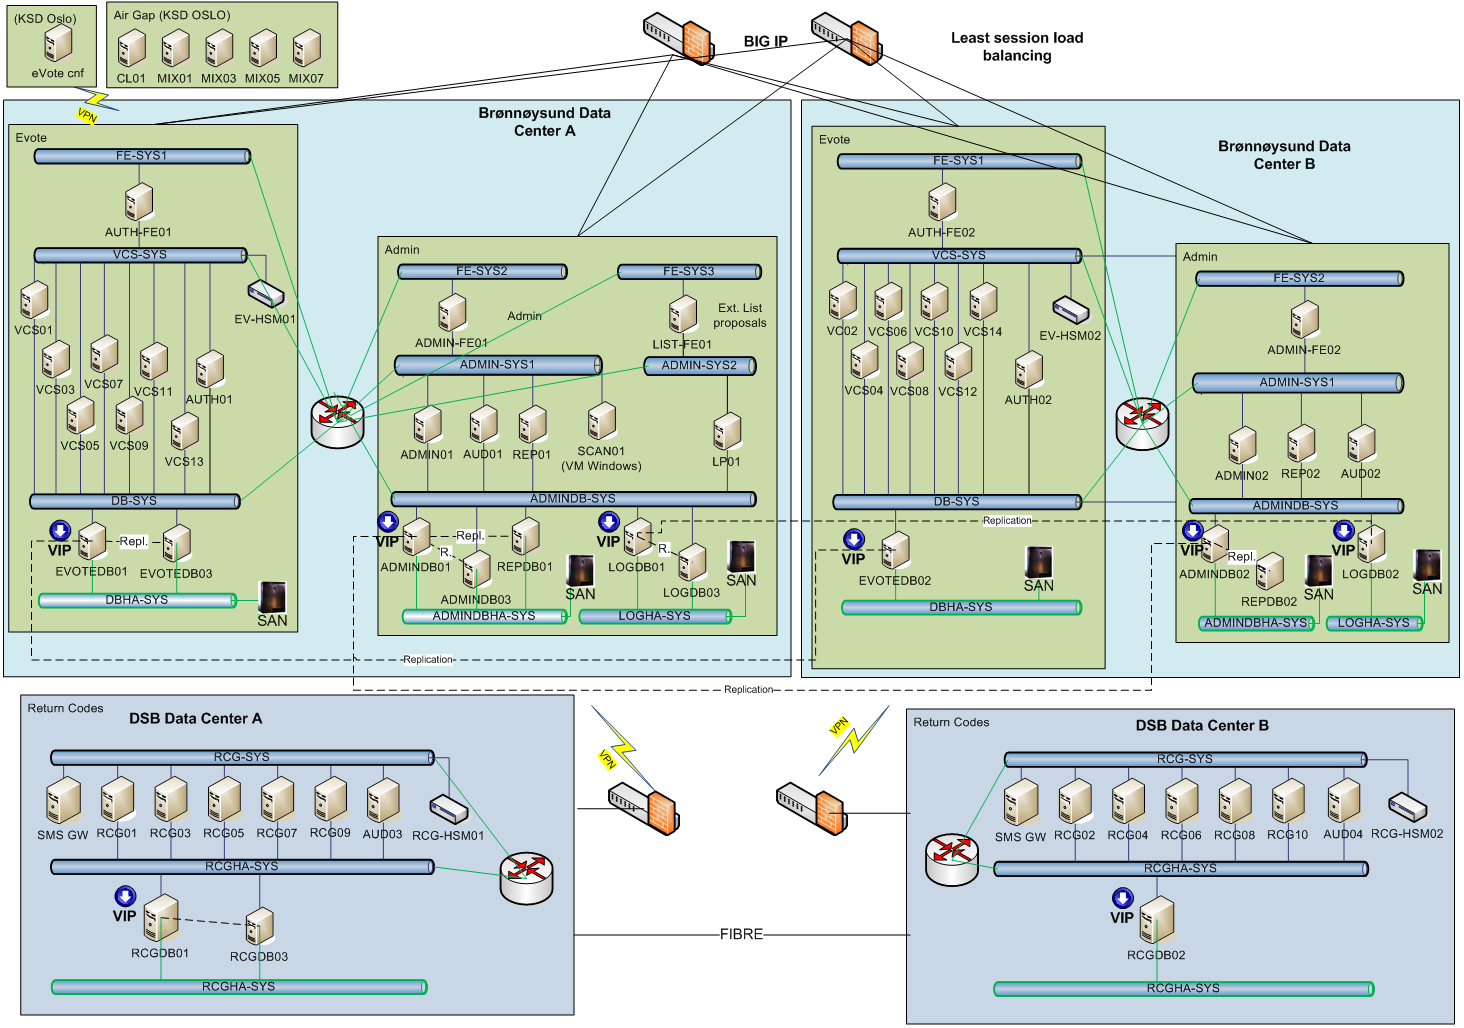 (KSD Oslo)
eVote cnf
Air Gap (KSD OSLO)
CL01 MIX01 MIX03 MIX05 MIX07
VPN
BIG IP
Least session load
balancing
Brønnøysund Data
Center A
Evote
FE-SYS1
AUTH-FE01
VCS-SYS
EV-HSM01
VCS01
VCS03
VCS07
VCS11
AUTH01
VCS05
VCS09
VCS13
DB-SYS
VIP
Repl.
EVOTEDB01
EVOTEDB03
DBHA-SYS
SAN
Admin
FE-SYS2
FE-SYS3
Admin
Ext. List
proposals
ADMIN-FE01
LIST-FE01
ADMIN-SYS1
ADMIN-SYS2
ADMIN01
AUD01
REP01
SCAN01
(VM Windows)
LP01
ADMINDB-SYS
VIP
Repl.
R.
ADMINDB01
ADMINDB03
REPDB01
SAN
VIP
R.
LOGDB01
LOGDB03
SAN
ADMINDBHA-SYS
LOGHA-SYS
Brønnøysund Data
Center B
Evote
FE-SYS1
AUTH-FE02
VCS-SYS
VC02
VCS06
VCS10
VCS14
EV-HSM02
VCS04
VCS08
VCS12
AUTH02
DB-SYS
Replication
VIP
EVOTEDB02
SAN
DBHA-SYS
Admin
FE-SYS2
ADMIN-FE02
ADMIN-SYS1
ADMIN02
REP02
AUD02
ADMINDB-SYS
VIP
Repl.
ADMINDB02
REPDB02
SAN
VIP
LOGDB02
SAN
ADMINDBHA-SYS
LOGHA-SYS
Replication
Replication
Return Codes
DSB Data Center A
RCG-SYS
SMS GW
RCG01
RCG03
RCG05
RCG07
RCG09
AUD03
RCG-HSM01
RCGHA-SYS
VIP
RCGDB01
RCGDB03
RCGHA-SYS
VPN
VPN
FIBRE
Return Codes
DSB Data Center B
RCG-SYS
SMS GW
RCG02
RCG04
RCG06
RCG08
RCG10
AUD04
RCG-HSM02
RCGHA-SYS
VIP
RCGDB02
RCGHA-SYS